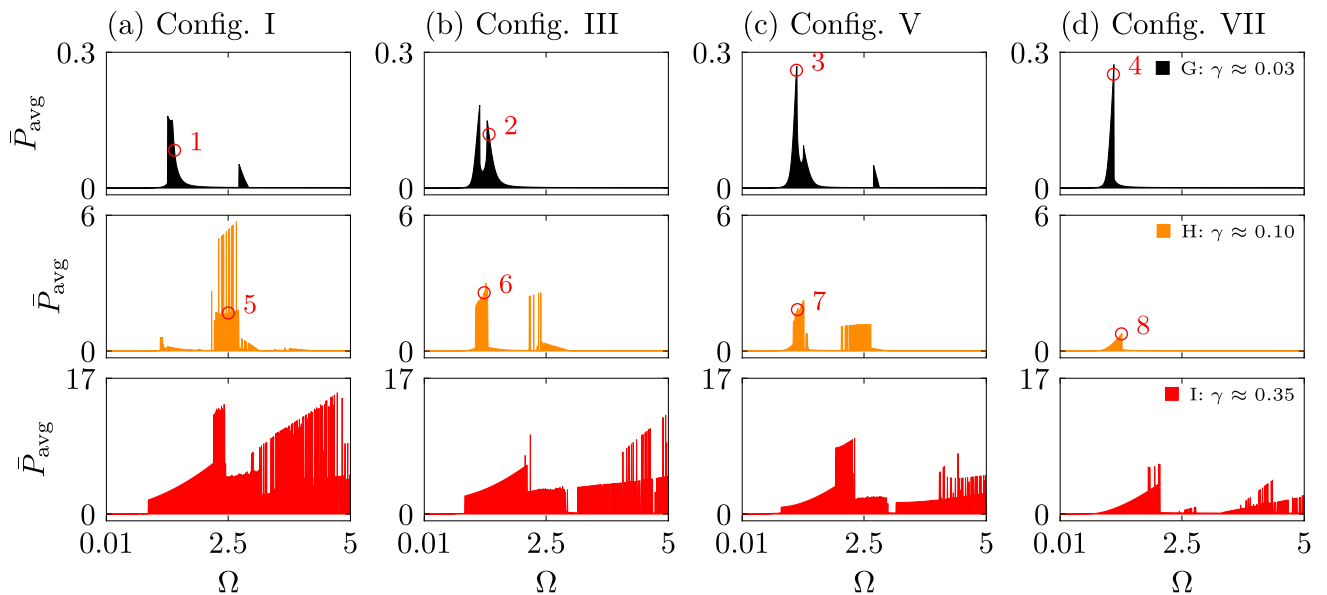 (a) Config. I
(b) Config. III
(c) Config. V
(d) Config. VII
0.3
0
P̄avg
1
0.3
0
2
0.3
0
3
0.3
0
4
G: γ ≈ 0.03
6
0
P̄avg
5
6
0
6
6
0
7
6
0
8
H: γ ≈ 0.10
17
0
P̄avg
0.01 2.5 5
Ω
17
0
0.01 2.5 5
Ω
17
0
0.01 2.5 5
Ω
17
0
I: γ ≈ 0.35
0.01 2.5 5
Ω